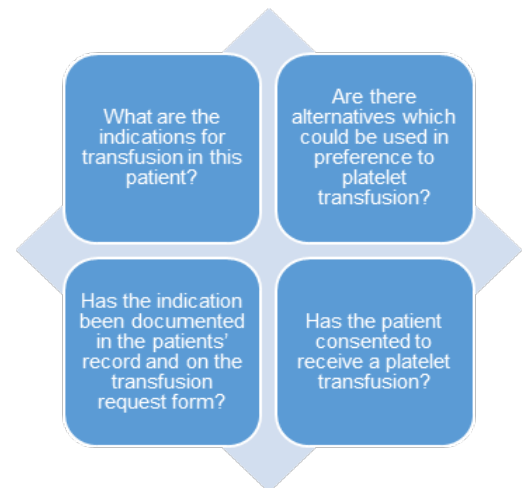 What are the
indications for
transfusion in this
patient?
Are there
alternatives which
could be used in
preference to
platelet
transfusion?
Has the indication
been documented
in the patients'
record and on the
transfusion
request form?
Has the patient
consented to
receive a platelet
transfusion?